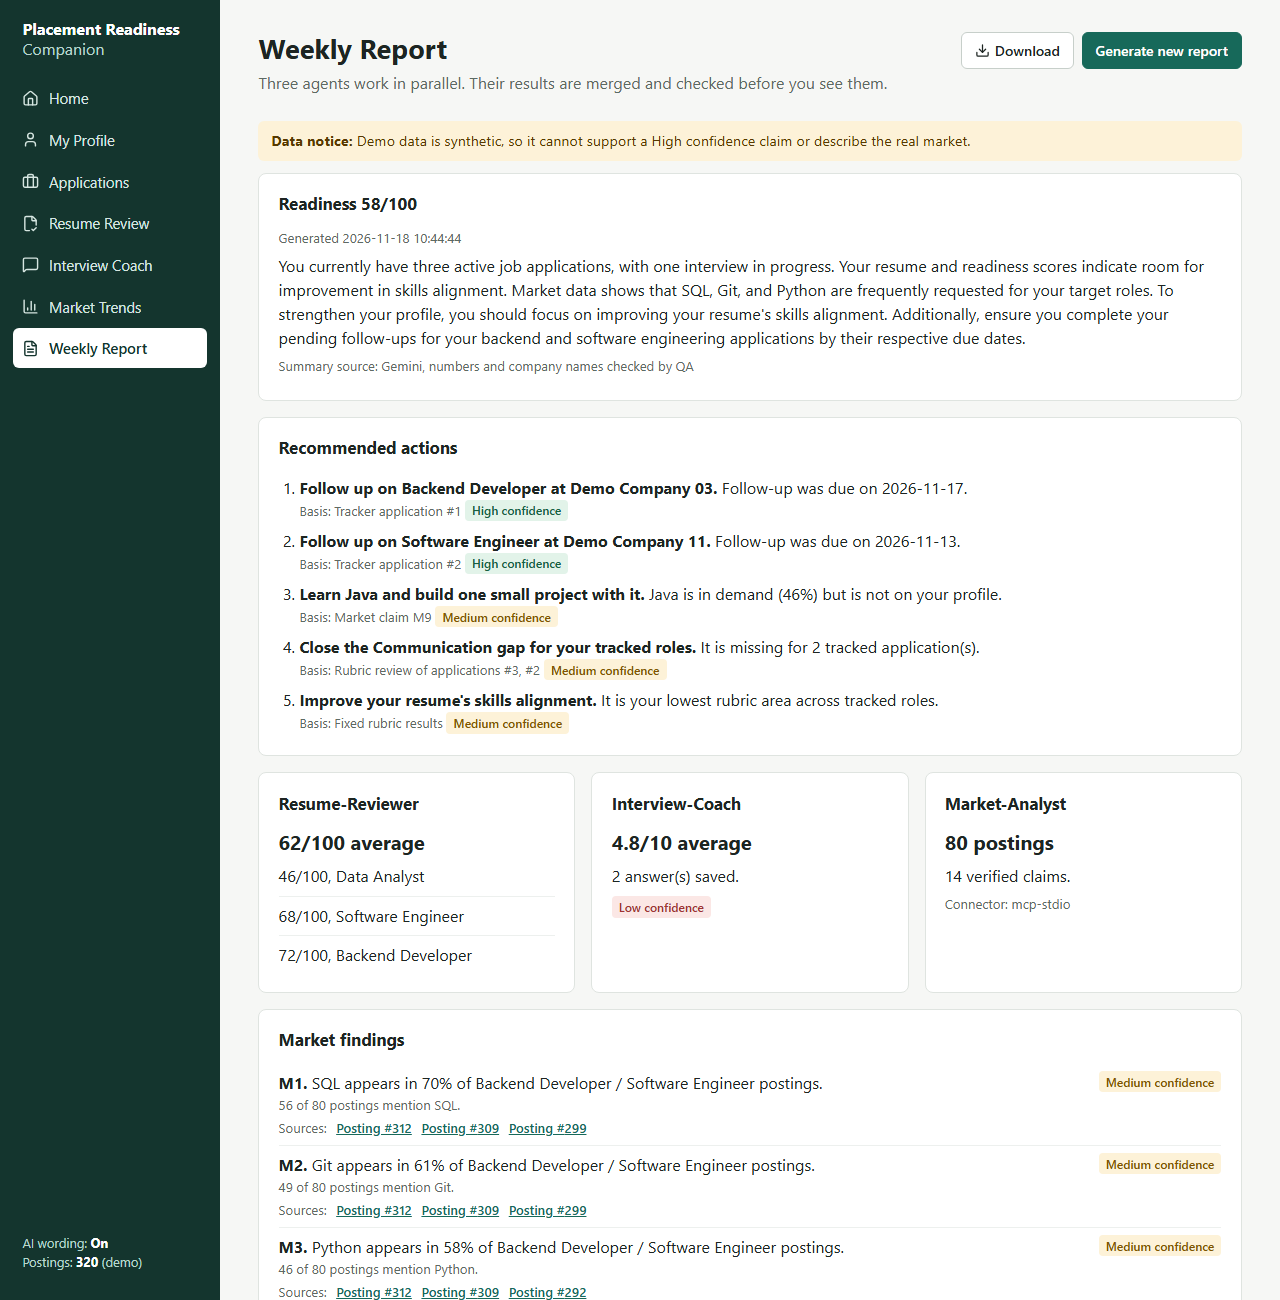 Placement Readiness
Companion
Home
My Profile
Applications
Resume Review
Interview Coach
Market Trends
Weekly Report
AI wording: On
Postings: 320 (demo)
Weekly Report
Download
Generate new report
Three agents work in parallel. Their results are merged and checked before you see them.
Data notice: Demo data is synthetic, so it cannot support a High confidence claim or describe the real market.
Readiness 58/100
Generated 2026-11-18 10:44:44
You currently have three active job applications, with one interview in progress. Your resume and readiness scores indicate room for
improvement in skills alignment. Market data shows that SQL, Git, and Python are frequently requested for your target roles. To
strengthen your profile, you should focus on improving your resume's skills alignment. Additionally, ensure you complete your
pending follow-ups for your backend and software engineering applications by their respective due dates.
Summary source: Gemini, numbers and company names checked by QA
Recommended actions
1. Follow up on Backend Developer at Demo Company 03. Follow-up was due on 2026-11-17.
Basis: Tracker application #1 High confidence
2. Follow up on Software Engineer at Demo Company 11. Follow-up was due on 2026-11-13.
Basis: Tracker application #2 High confidence
3. Learn Java and build one small project with it. Java is in demand (46%) but is not on your profile.
Basis: Market claim M9 Medium confidence
4. Close the Communication gap for your tracked roles. It is missing for 2 tracked application(s).
Basis: Rubric review of applications #3, #2 Medium confidence
5. Improve your resume's skills alignment. It is your lowest rubric area across tracked roles.
Basis: Fixed rubric results Medium confidence
Resume-Reviewer
62/100 average
46/100, Data Analyst
68/100, Software Engineer
72/100, Backend Developer
Interview-Coach
4.8/10 average
2 answer(s) saved.
Low confidence
Market-Analyst
80 postings
14 verified claims.
Connector: mcp-stdio
Market findings
M1. SQL appears in 70% of Backend Developer / Software Engineer postings. Medium confidence
56 of 80 postings mention SQL.
Sources: Posting #312 Posting #309 Posting #299
M2. Git appears in 61% of Backend Developer / Software Engineer postings. Medium confidence
49 of 80 postings mention Git.
Sources: Posting #312 Posting #309 Posting #299
M3. Python appears in 58% of Backend Developer / Software Engineer postings. Medium confidence
46 of 80 postings mention Python.
Sources: Posting #312 Posting #309 Posting #292